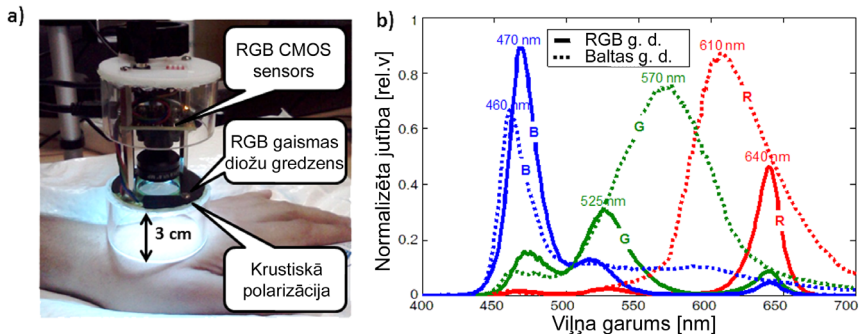 a)
RGB CMOS
sensors
RGB gaismas
diožu gredzens
3 cm
Krustiskā
polarizācija
b)
Normalizēta jutība [rel.v]
1
0.8
0.6
0.4
0.2
0
470 nm
460 nm
525nm
570 nm
610 nm
640 nm
RGB g. d.
Baltas g. d.
B
B
G
G
R
R
400 450 500 550 600 650 700
Viļņa garums [nm]